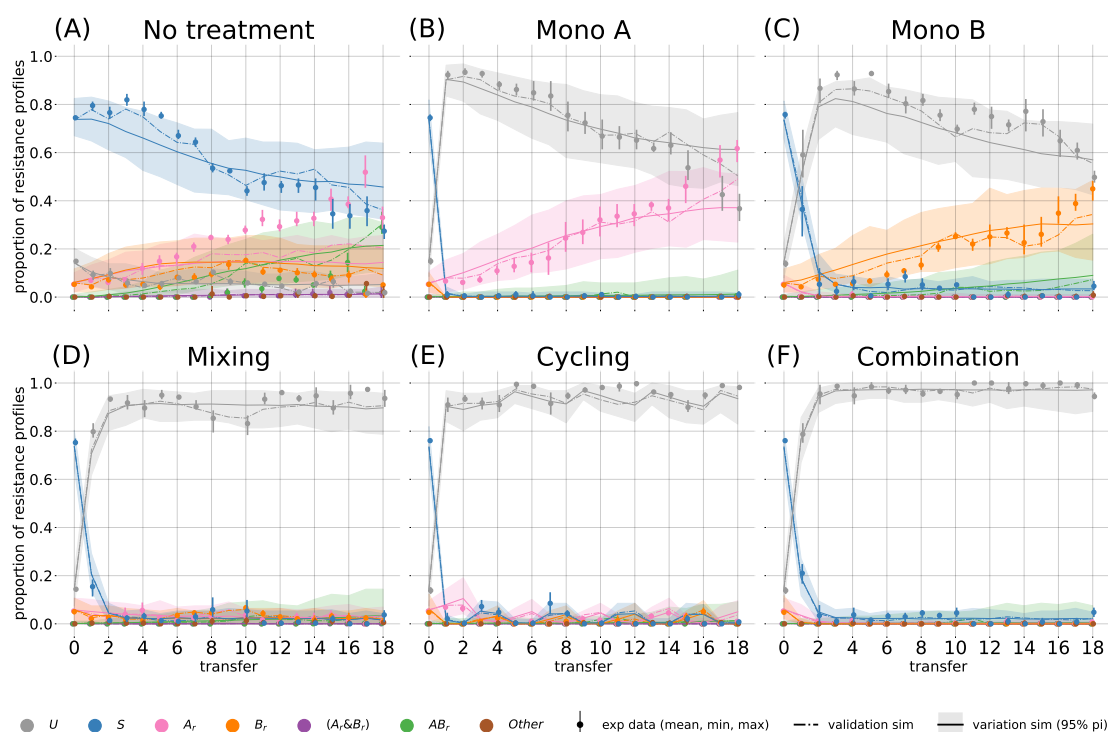 (A) No treatment
(B) Mono A
(C) Mono B
proportion of resistance profiles
1.0
0.8
0.6
0.4
0.2
0.0
(D) Mixing
(E) Cycling
(F) Combination
proportion of resistance profiles
1.0
0.8
0.6
0.4
0.2
0.0
0 2 4 6 8 10 12 14 16 18
0 2 4 6 8 10 12 14 16 18
0 2 4 6 8 10 12 14 16 18
transfer
transfer
transfer
U S Ar Br (Ar&Br) ABr Other exp data (mean, min, max) validation sim variation sim (95% pi)